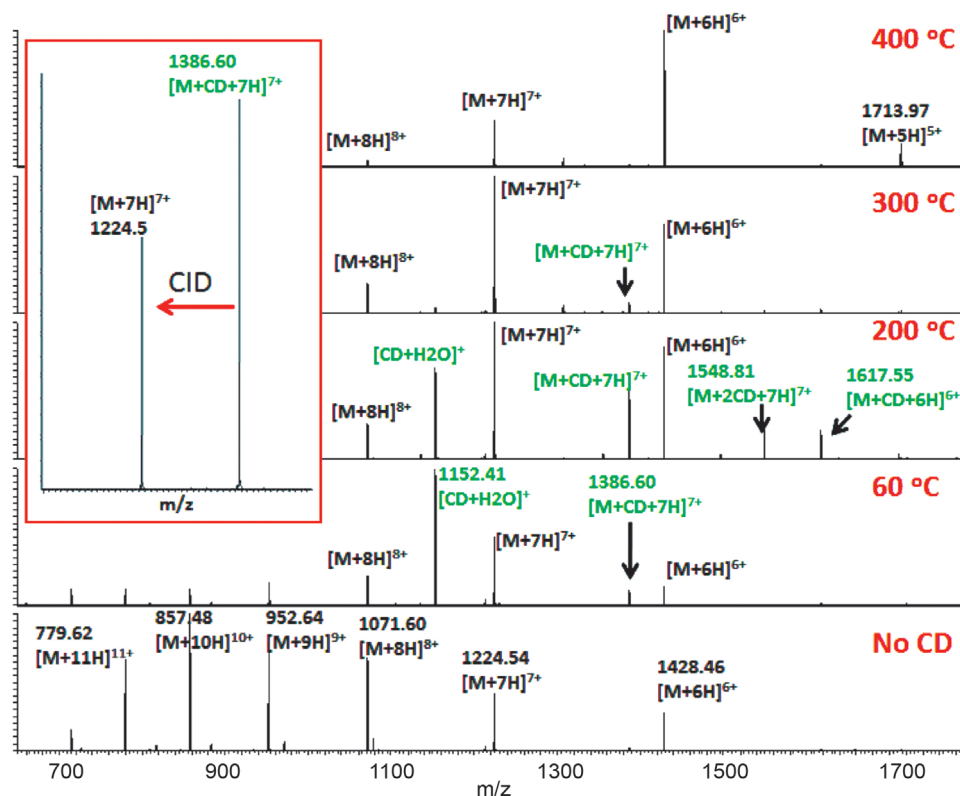 400 °C
[M+6H]⁶⁺
[M+7H]⁷⁺
[M+8H]⁸⁺
1713.97
[M+5H]⁵⁺
1386.60
[M+CD+7H]⁷⁺
[M+7H]⁷⁺
1224.5
CID
m/z
300 °C
[M+7H]⁷⁺
[M+6H]⁶⁺
[M+CD+7H]⁷⁺
[M+8H]⁸⁺
200 °C
[M+7H]⁷⁺
[M+6H]⁶⁺
[CD+H2O]⁺
[M+CD+7H]⁷⁺
1548.81
[M+2CD+7H]⁷⁺
1617.55
[M+CD+6H]⁶⁺
[M+8H]⁸⁺
60 °C
1152.41
[CD+H2O]⁺
1386.60
[M+CD+7H]⁷⁺
[M+7H]⁷⁺
[M+8H]⁸⁺
[M+6H]⁶⁺
No CD
779.62
[M+11H]¹¹⁺
857.48
[M+10H]¹⁰⁺
952.64
[M+9H]⁹⁺
1071.60
[M+8H]⁸⁺
1224.54
[M+7H]⁷⁺
1428.46
[M+6H]⁶⁺
700 900 1100 1300 1500 1700
m/z